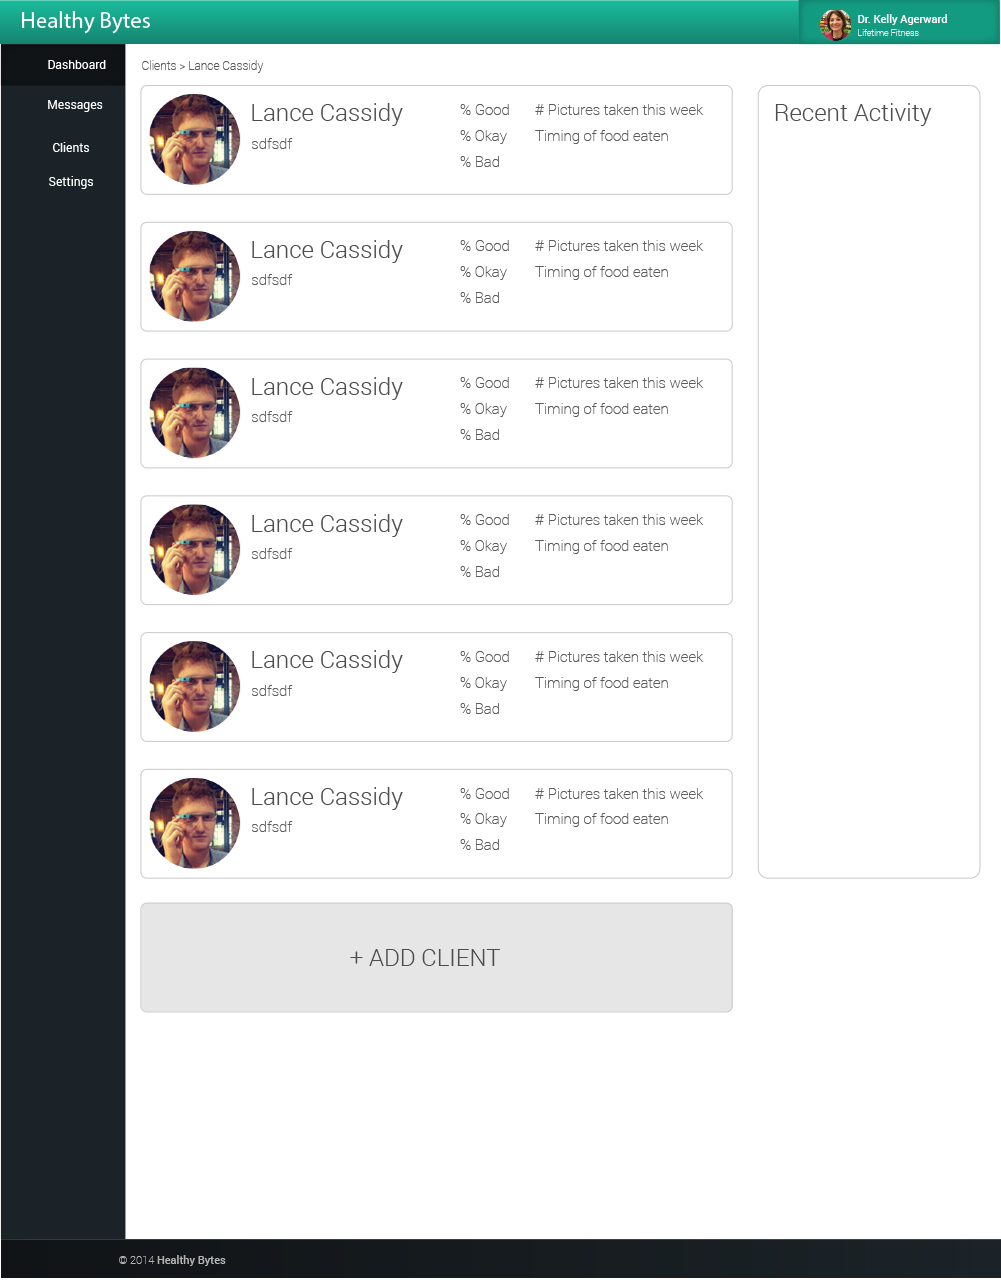 Healthy Bytes
Dr. Kelly Agerward
Lifetime Fitness
Dashboard
Messages
Clients
Settings
Clients > Lance Cassidy
Lance Cassidy
sdfsdf
% Good
% Okay
% Bad
# Pictures taken this week
Timing of food eaten
Lance Cassidy
sdfsdf
% Good
% Okay
% Bad
# Pictures taken this week
Timing of food eaten
Lance Cassidy
sdfsdf
% Good
% Okay
% Bad
# Pictures taken this week
Timing of food eaten
Lance Cassidy
sdfsdf
% Good
% Okay
% Bad
# Pictures taken this week
Timing of food eaten
Lance Cassidy
sdfsdf
% Good
% Okay
% Bad
# Pictures taken this week
Timing of food eaten
Lance Cassidy
sdfsdf
% Good
% Okay
% Bad
# Pictures taken this week
Timing of food eaten
+ ADD CLIENT
Recent Activity
© 2014 Healthy Bytes